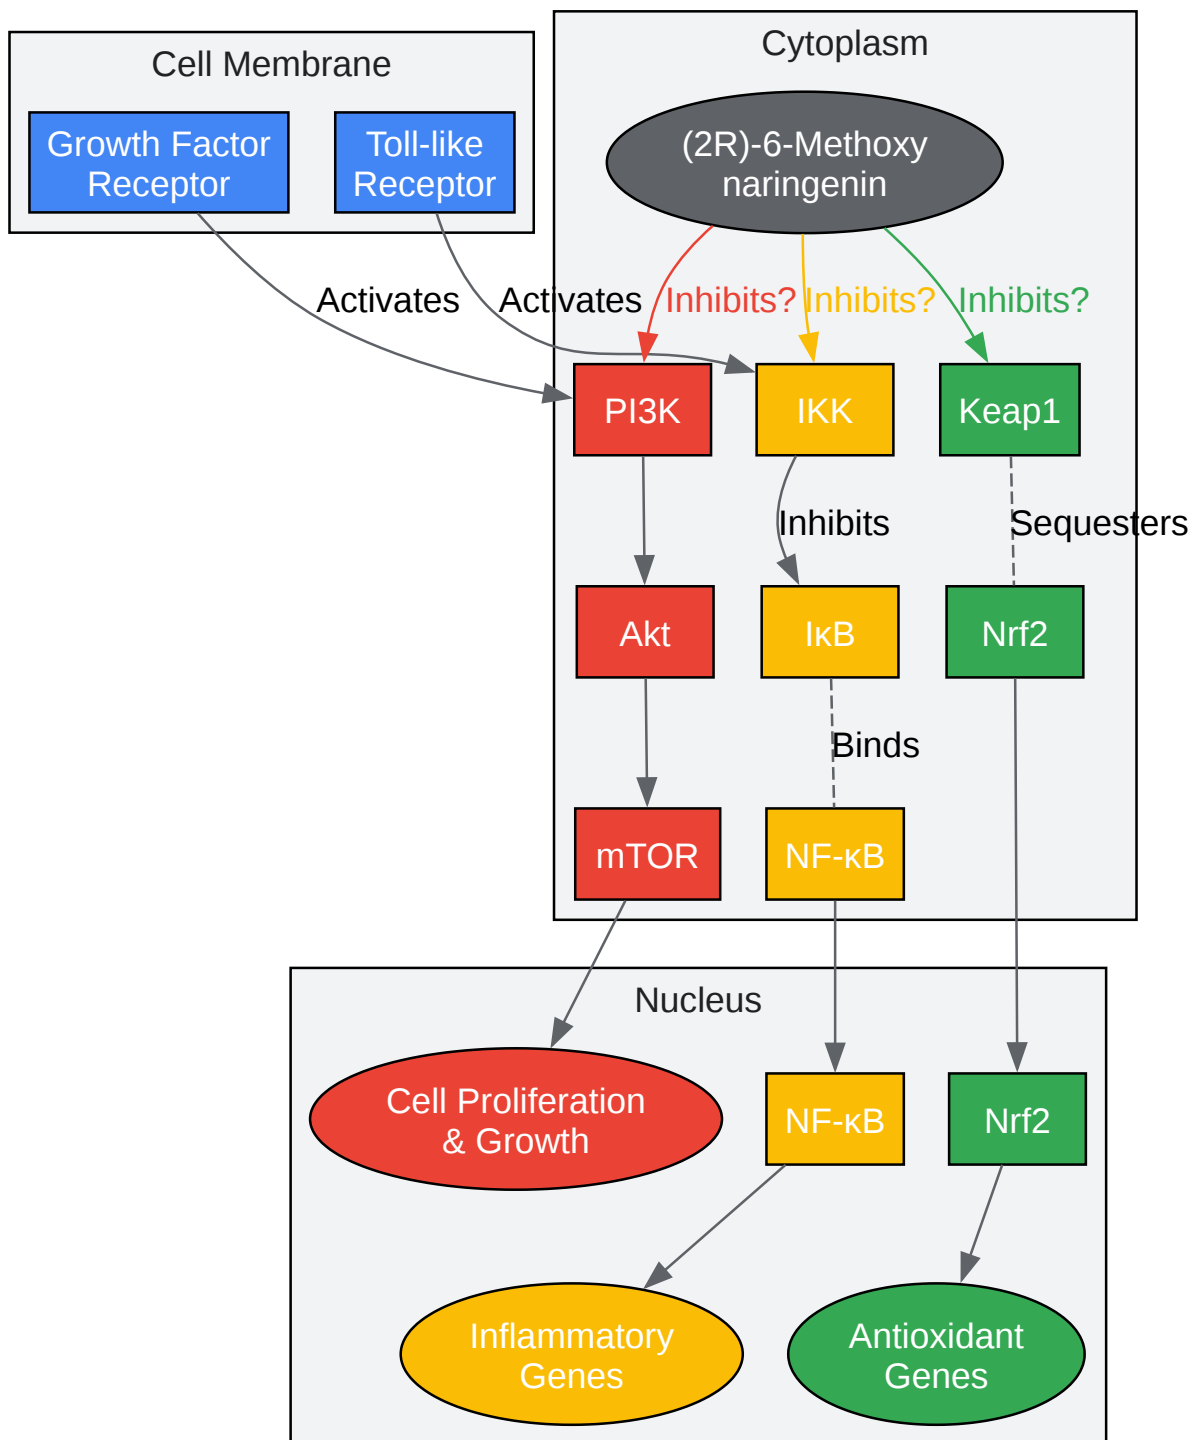 Cell Membrane
Growth Factor
Receptor
Toll-like
Receptor
Cytoplasm
(2R)-6-Methoxy
naringenin
Activates
Activates
Inhibits?
Inhibits?
Inhibits?
PI3K
IKK
Keap1
Inhibits
Sequesters
Akt
IκB
Nrf2
Binds
mTOR
NF-κB
Nucleus
Cell Proliferation
& Growth
NF-κB
Nrf2
Inflammatory
Genes
Antioxidant
Genes